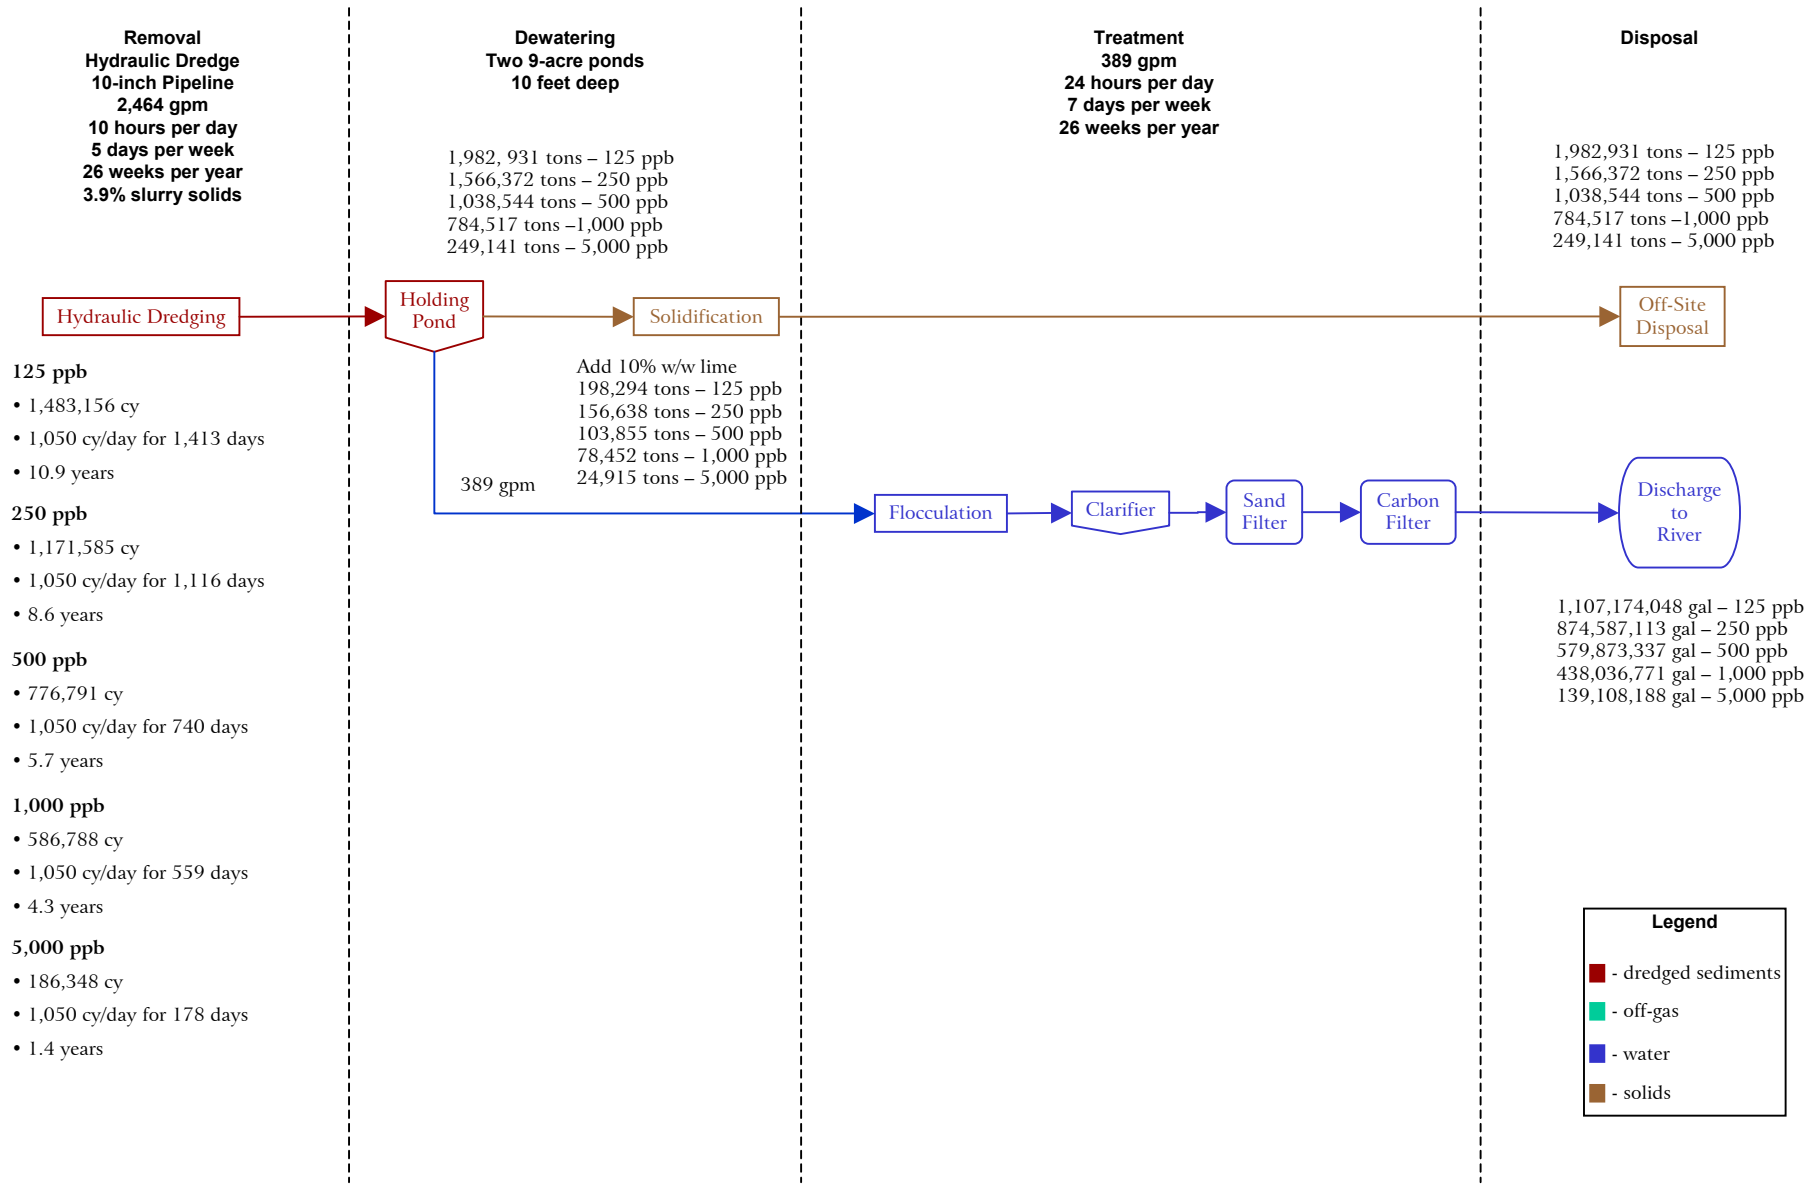 Removal
Hydraulic Dredge
10-inch Pipeline
2,464 gpm
10 hours per day
5 days per week
26 weeks per year
3.9% slurry solids
Dewatering
Two 9-acre ponds
10 feet deep
Treatment
389 gpm
24 hours per day
7 days per week
26 weeks per year
Disposal
1,982, 931 tons – 125 ppb
1,566,372 tons – 250 ppb
1,038,544 tons – 500 ppb
784,517 tons –1,000 ppb
249,141 tons – 5,000 ppb
1,982,931 tons – 125 ppb
1,566,372 tons – 250 ppb
1,038,544 tons – 500 ppb
784,517 tons –1,000 ppb
249,141 tons – 5,000 ppb
Hydraulic Dredging
Holding
Pond
Solidification
Off-Site
Disposal
125 ppb
• 1,483,156 cy
• 1,050 cy/day for 1,413 days
• 10.9 years
250 ppb
• 1,171,585 cy
• 1,050 cy/day for 1,116 days
• 8.6 years
500 ppb
• 776,791 cy
• 1,050 cy/day for 740 days
• 5.7 years
1,000 ppb
• 586,788 cy
• 1,050 cy/day for 559 days
• 4.3 years
5,000 ppb
• 186,348 cy
• 1,050 cy/day for 178 days
• 1.4 years
Add 10% w/w lime
198,294 tons – 125 ppb
156,638 tons – 250 ppb
103,855 tons – 500 ppb
78,452 tons – 1,000 ppb
24,915 tons – 5,000 ppb
389 gpm
Flocculation
Clarifier
Sand
Filter
Carbon
Filter
Discharge
to
River
1,107,174,048 gal – 125 ppb
874,587,113 gal – 250 ppb
579,873,337 gal – 500 ppb
438,036,771 gal – 1,000 ppb
139,108,188 gal – 5,000 ppb
Legend
- dredged sediments
- off-gas
- water
- solids